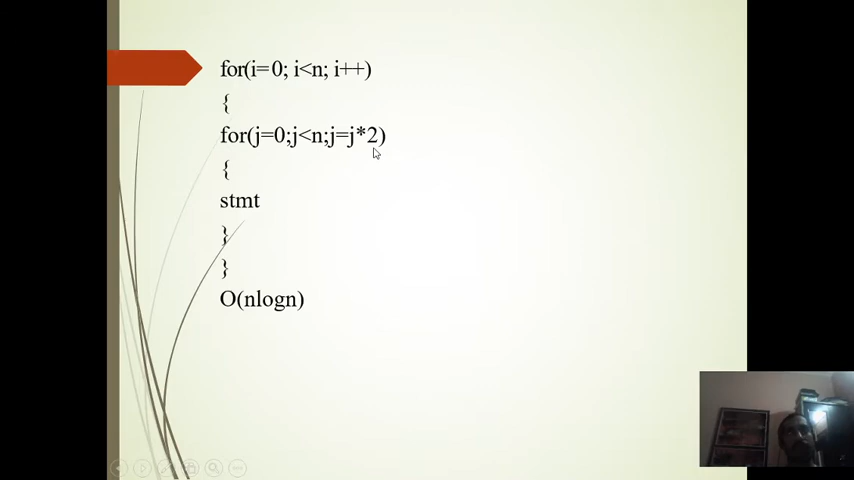 for(i=0; i<n; i++)
{
for(j=0;j<n;j=j*2)
{
stmt
}
}
O(nlogn)